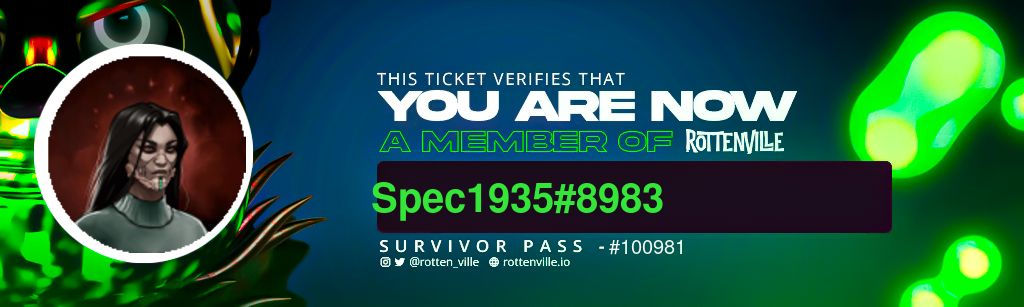 THIS TICKET VERIFIES THAT
YOU ARE NOW
A MEMBER OF ROTTENVILLE
Spec1935#8983
SURVIVOR PASS - #100981
@rotten_ville rottenville.io